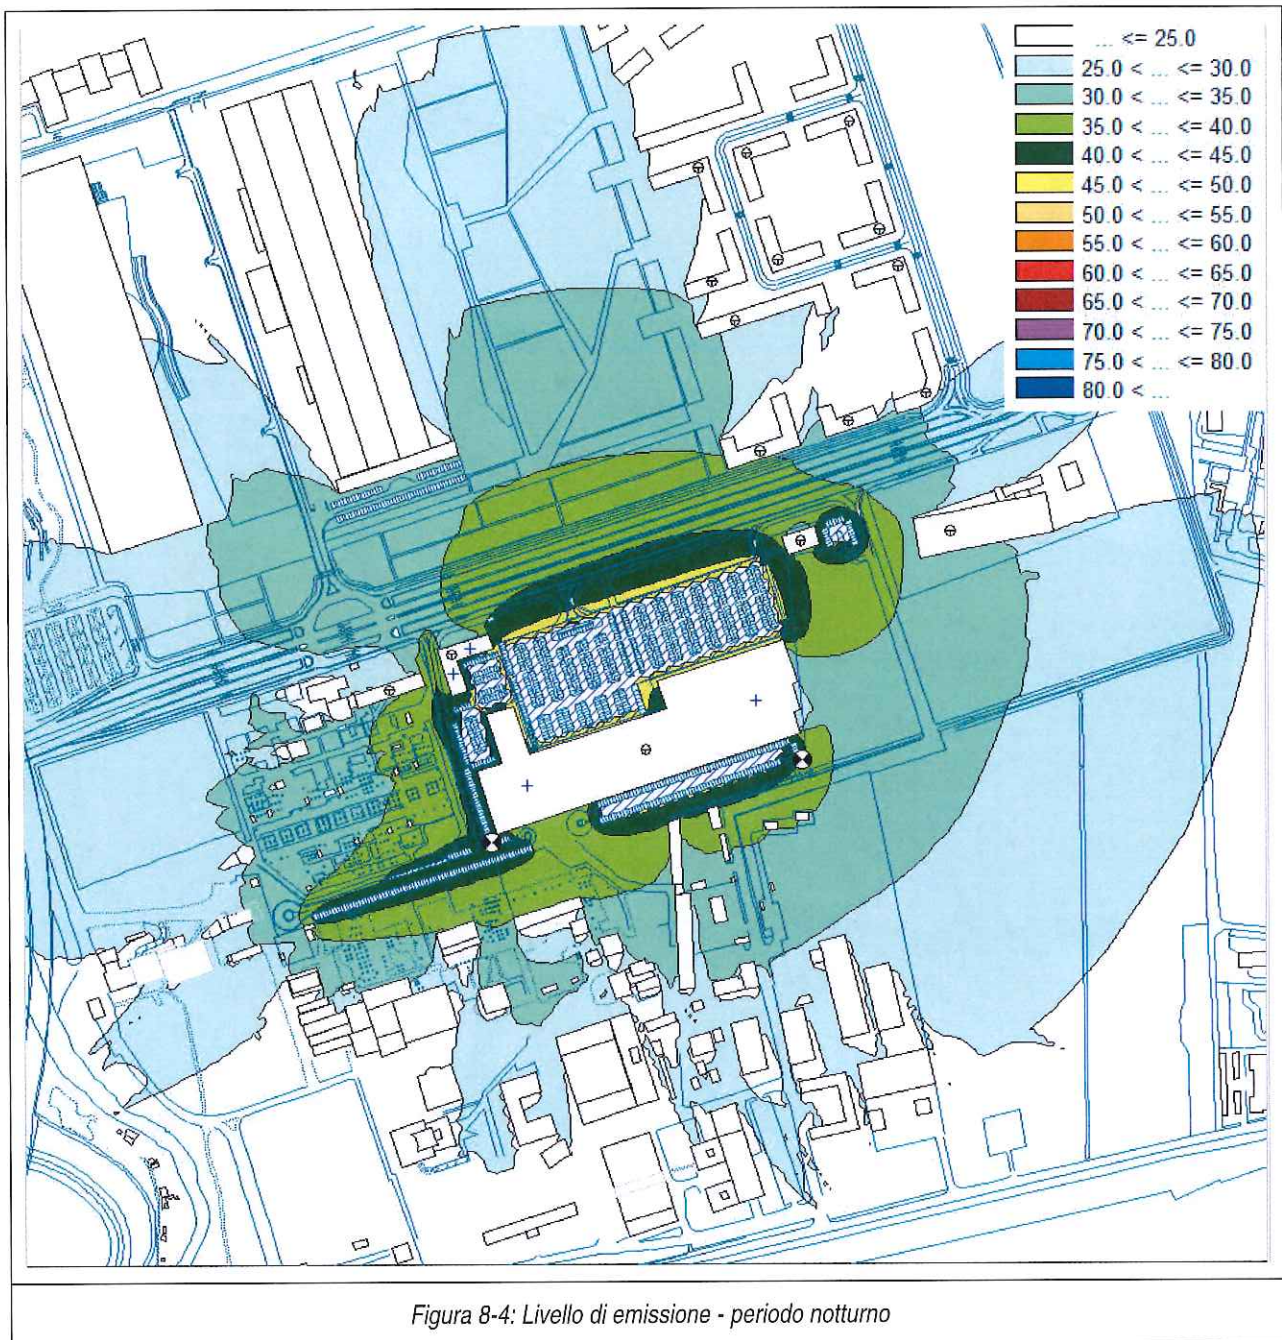 ... <= 25.0
25.0 < ... <= 30.0
30.0 < ... <= 35.0
35.0 < ... <= 40.0
40.0 < ... <= 45.0
45.0 < ... <= 50.0
50.0 < ... <= 55.0
55.0 < ... <= 60.0
60.0 < ... <= 65.0
65.0 < ... <= 70.0
70.0 < ... <= 75.0
75.0 < ... <= 80.0
80.0 < ...
Figura 8-4: Livello di emissione - periodo notturno